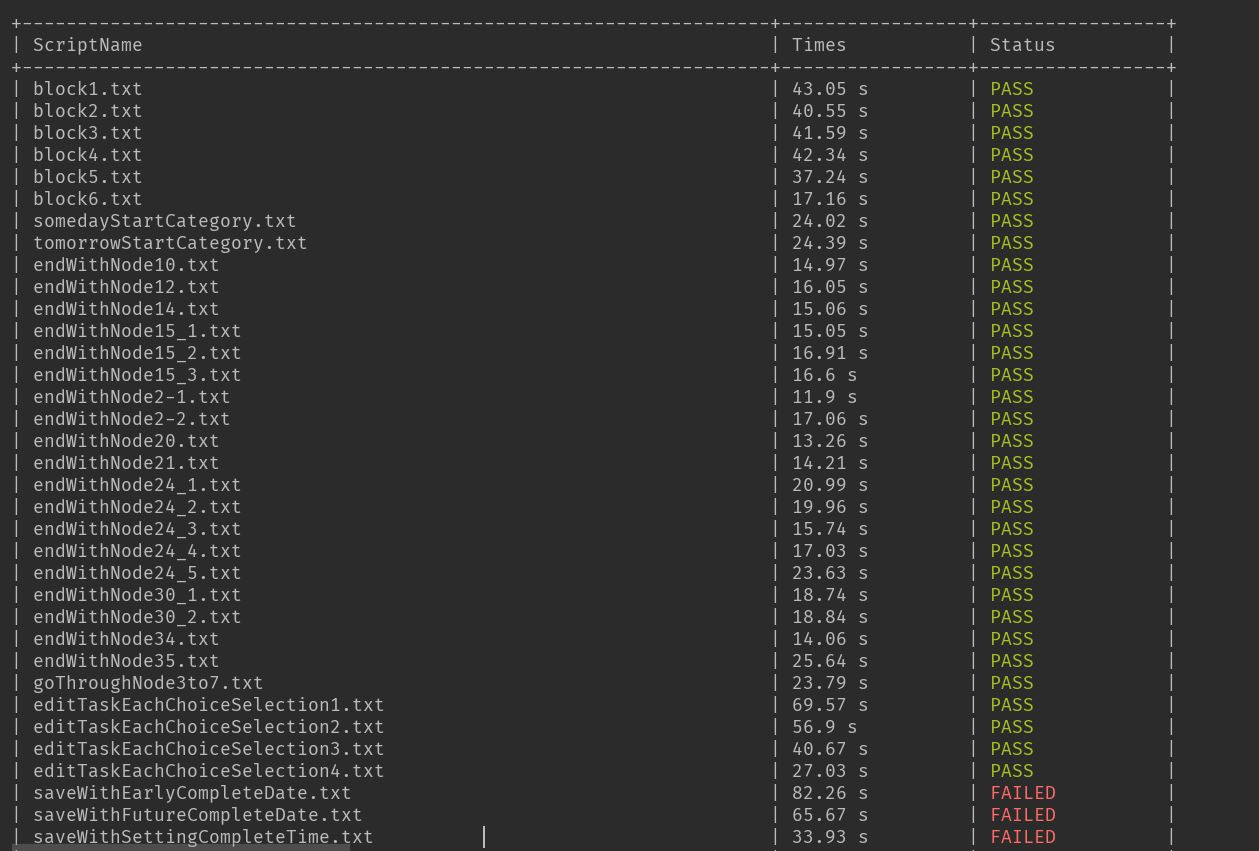 +--------------------------------------------------------------------+-----------------+-----------------+
| ScriptName | Times | Status |
+--------------------------------------------------------------------+-----------------+-----------------+
| block1.txt | 43.05 s | PASS |
| block2.txt | 40.55 s | PASS |
| block3.txt | 41.59 s | PASS |
| block4.txt | 42.34 s | PASS |
| block5.txt | 37.24 s | PASS |
| block6.txt | 17.16 s | PASS |
| somedayStartCategory.txt | 24.02 s | PASS |
| tomorrowStartCategory.txt | 24.39 s | PASS |
| endWithNode10.txt | 14.97 s | PASS |
| endWithNode12.txt | 16.05 s | PASS |
| endWithNode14.txt | 15.06 s | PASS |
| endWithNode15_1.txt | 15.05 s | PASS |
| endWithNode15_2.txt | 16.91 s | PASS |
| endWithNode15_3.txt | 16.6 s | PASS |
| endWithNode2-1.txt | 11.9 s | PASS |
| endWithNode2-2.txt | 17.06 s | PASS |
| endWithNode20.txt | 13.26 s | PASS |
| endWithNode21.txt | 14.21 s | PASS |
| endWithNode24_1.txt | 20.99 s | PASS |
| endWithNode24_2.txt | 19.96 s | PASS |
| endWithNode24_3.txt | 15.74 s | PASS |
| endWithNode24_4.txt | 17.03 s | PASS |
| endWithNode24_5.txt | 23.63 s | PASS |
| endWithNode30_1.txt | 18.74 s | PASS |
| endWithNode30_2.txt | 18.84 s | PASS |
| endWithNode34.txt | 14.06 s | PASS |
| endWithNode35.txt | 25.64 s | PASS |
| goThroughNode3to7.txt | 23.79 s | PASS |
| editTaskEachChoiceSelection1.txt | 69.57 s | PASS |
| editTaskEachChoiceSelection2.txt | 56.9 s | PASS |
| editTaskEachChoiceSelection3.txt | 40.67 s | PASS |
| editTaskEachChoiceSelection4.txt | 27.03 s | PASS |
| saveWithEarlyCompleteDate.txt | 82.26 s | FAILED |
| saveWithFutureCompleteDate.txt | 65.67 s | FAILED |
| saveWithSettingCompleteTime.txt | 33.93 s | FAILED |